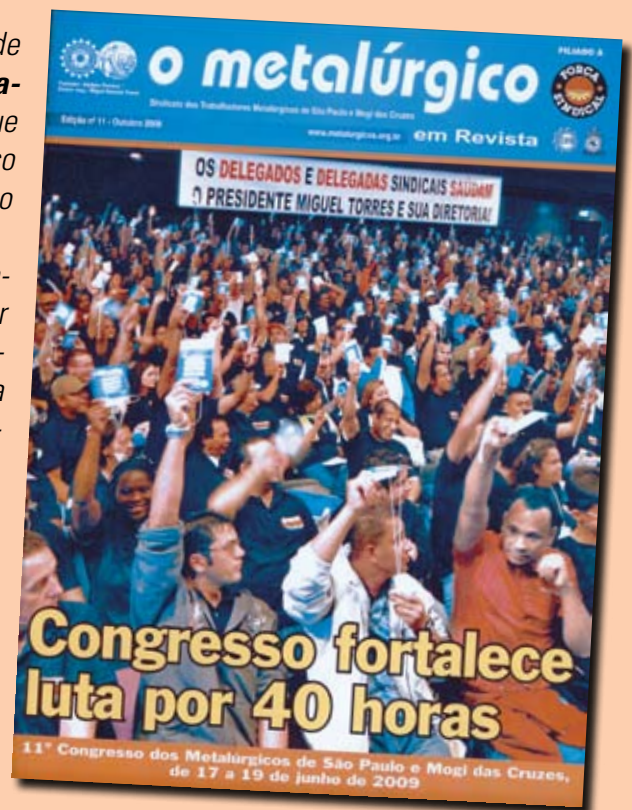 de
a-
ue
o
-
r
-
a
-
o metalúrgico
FILIADO À
FORÇA
SINDICAL
Sindicato dos Trabalhadores Metalúrgicos de São Paulo e Mogi das Cruzes
Edição nº 11 - Outubro 2009
www.metalurgicos.org.br
em Revista
OS DELEGADOS E DELEGADAS SINDICAIS SAÚDAM
O PRESIDENTE MIGUEL TORRES E SUA DIRETORIA!
Congresso fortalece
luta por 40 horas
11º Congresso dos Metalúrgicos de São Paulo e Mogi das Cruzes,
de 17 a 19 de junho de 2009